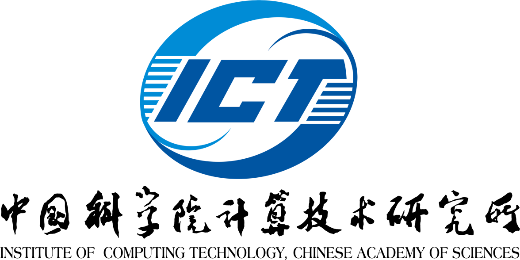 ICT
中国科学院计算技术研究所
INSTITUTE OF COMPUTING TECHNOLOGY, CHINESE ACADEMY OF SCIENCES